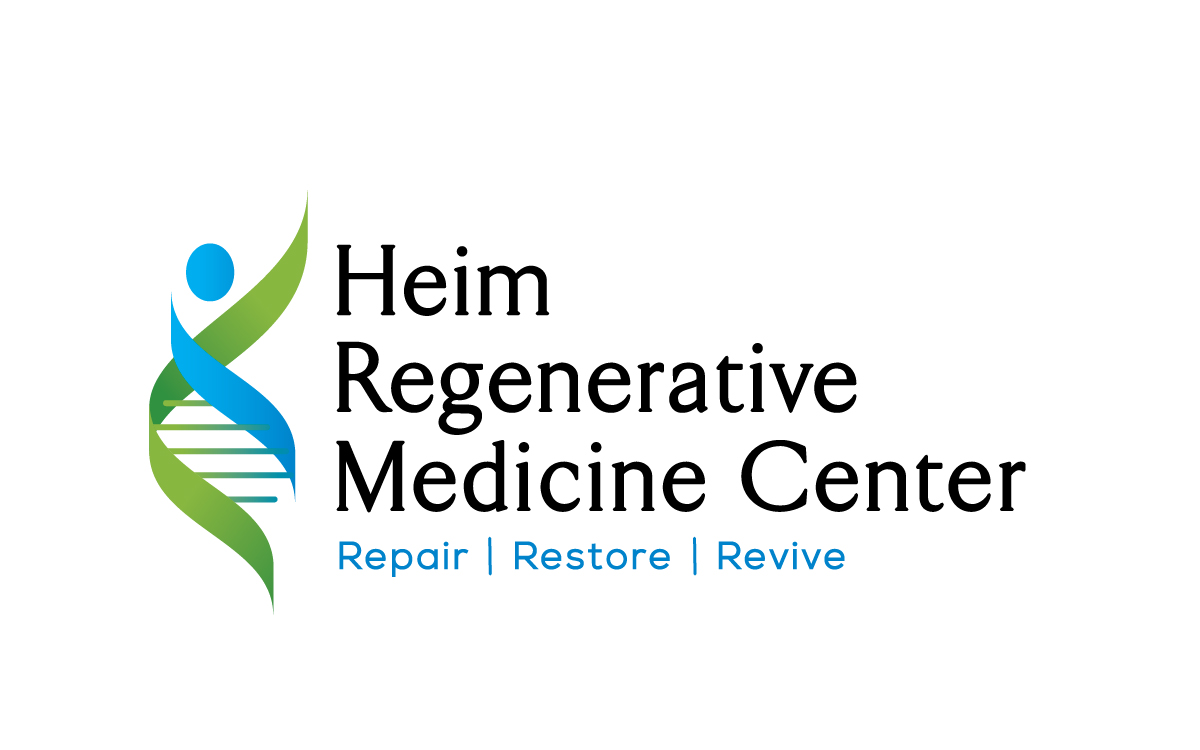 Heim
Regenerative
Medicine Center
Repair | Restore | Revive